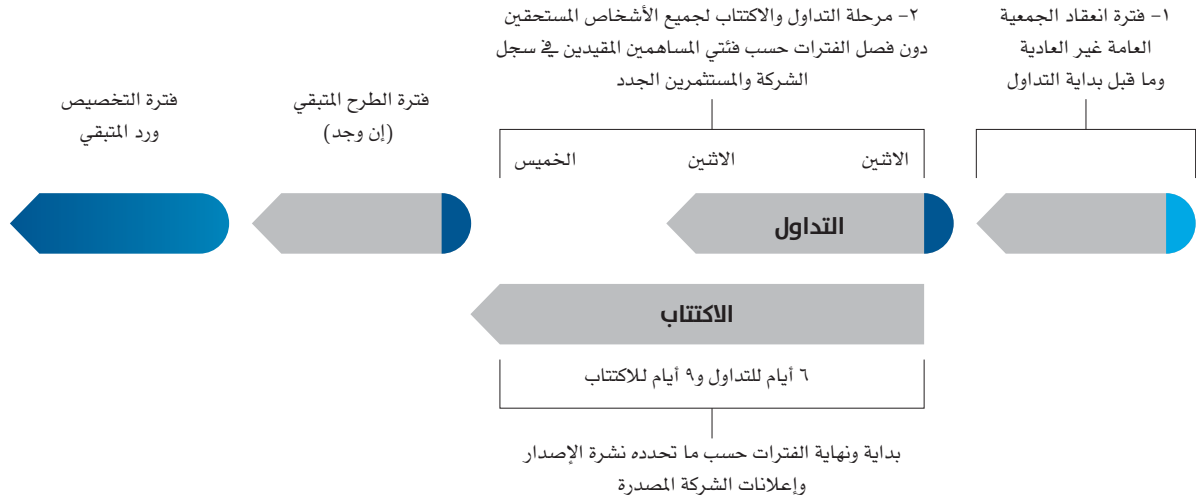 ١- فترة انعقاد الجمعية
العامة غير العادية
وما قبل بداية التداول
٢- مرحلة التداول والاكتتاب لجميع الأشخاص المستحقين
دون فصل الفترات حسب فئتي المساهمين المقيدين في سجل
الشركة والمستثمرين الجدد
فترة الطرح المتبقي
(إن وجد)
فترة التخصيص
ورد المتبقي
الاثنين
الاثنين
الخميس
التداول
الاكتتاب
٦ أيام للتداول و٩ أيام للاكتتاب
بداية ونهاية الفترات حسب ما تحدده نشرة الإصدار
وإعلانات الشركة المصدرة